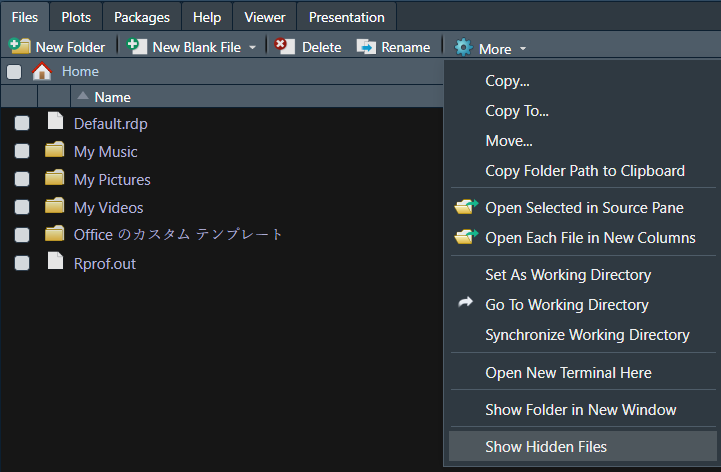 Files Plots Packages Help Viewer Presentation
New Folder New Blank File Delete Rename More
Home
Name
Default.rdp
My Music
My Pictures
My Videos
Office のカスタム テンプレート
Rprof.out
Copy...
Copy To...
Move...
Copy Folder Path to Clipboard
Open Selected in Source Pane
Open Each File in New Columns
Set As Working Directory
Go To Working Directory
Synchronize Working Directory
Open New Terminal Here
Show Folder in New Window
Show Hidden Files